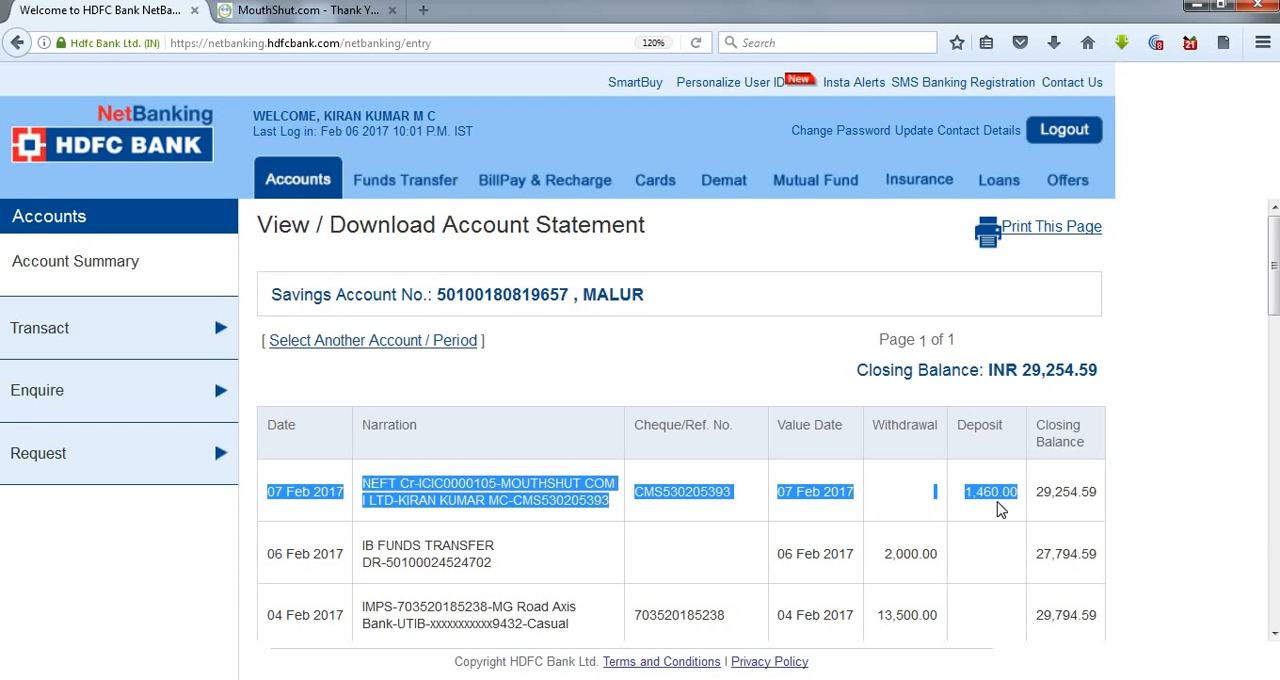 Welcome to HDFC Bank NetBa...
MouthShut.com - Thank Y...
Hdfc Bank Ltd. (IN)
https://netbanking.hdfcbank.com/netbanking/entry
120%
Search
21
SmartBuy
Personalize User ID
New
Insta Alerts
SMS Banking Registration
Contact Us
NetBanking
HDFC BANK
WELCOME, KIRAN KUMAR M C
Last Log in: Feb 06 2017 10:01 P.M. IST
Change Password
Update Contact Details
Logout
Accounts
Funds Transfer
BillPay & Recharge
Cards
Demat
Mutual Fund
Insurance
Loans
Offers
Accounts
Account Summary
Transact
Enquire
Request
View / Download Account Statement
Print This Page
Savings Account No.: 50100180819657 , MALUR
[ Select Another Account / Period ]
Page 1 of 1
Closing Balance: INR 29,254.59
Date
Narration
Cheque/Ref. No.
Value Date
Withdrawal
Deposit
Closing
Balance
07 Feb 2017
NEFT Cr-ICIC0000105-MOUTHSHUT COM
I LTD-KIRAN KUMAR MC-CMS530205393
CMS530205393
07 Feb 2017
1,460.00
29,254.59
06 Feb 2017
IB FUNDS TRANSFER
DR-50100024524702
06 Feb 2017
2,000.00
27,794.59
04 Feb 2017
IMPS-703520185238-MG Road Axis
Bank-UTIB-xxxxxxxxxxx9432-Casual
703520185238
04 Feb 2017
13,500.00
29,794.59
Copyright HDFC Bank Ltd. Terms and Conditions I Privacy Policy